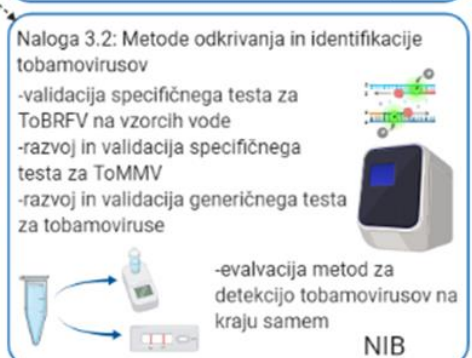 Naloga 3.2: Metode odkrivanja in identifikacije
tobamovirusov
-validacija specifičnega testa za
ToBRFV na vzorcih vode
-razvoj in validacija specifičnega
testa za ToMMV
-razvoj in validacija generičnega testa
za tobamoviruse
-evalvacija metod za
detekcijo tobamovirusov na
kraju samem
NIB